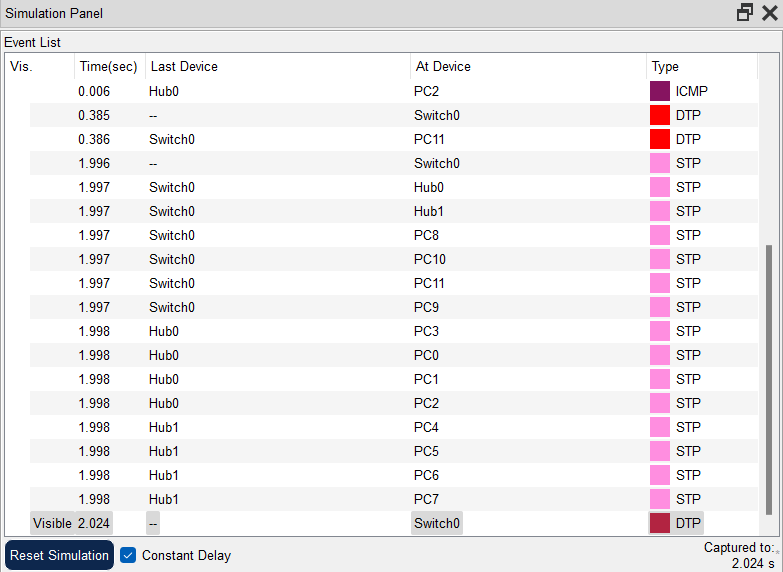 Simulation Panel
Event List
Vis. Time(sec) Last Device At Device Type
0.006 Hub0 PC2 ICMP
0.385 -- Switch0 DTP
0.386 Switch0 PC11 DTP
1.996 -- Switch0 STP
1.997 Switch0 Hub0 STP
1.997 Switch0 Hub1 STP
1.997 Switch0 PC8 STP
1.997 Switch0 PC10 STP
1.997 Switch0 PC11 STP
1.997 Switch0 PC9 STP
1.998 Hub0 PC3 STP
1.998 Hub0 PC0 STP
1.998 Hub0 PC1 STP
1.998 Hub0 PC2 STP
1.998 Hub1 PC4 STP
1.998 Hub1 PC5 STP
1.998 Hub1 PC6 STP
1.998 Hub1 PC7 STP
Visible 2.024 -- Switch0 DTP
Reset Simulation Constant Delay
Captured to:
2.024 s